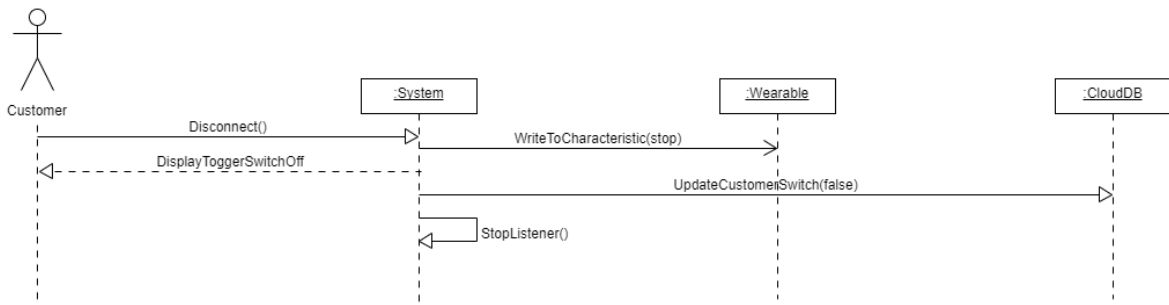 :System
:Wearable
:CloudDB
Customer
Disconnect()
WriteToCharacteristic(stop)
DisplayToggerSwitchOff
UpdateCustomerSwitch(false)
StopListener()